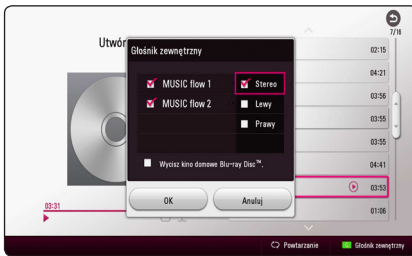 7/16
Utwór
Głośnik zewnętrzny
MUSIC flow 1
MUSIC flow 2
Stereo
Lewy
Prawy
Wycisz kino domowe Blu-ray Disc™.
OK
Anuluj
02:15
04:21
03:56
03:55
03:55
04:41
03:53
01:06
03:31
Powtarzanie
G Głośnik zewnętrzny